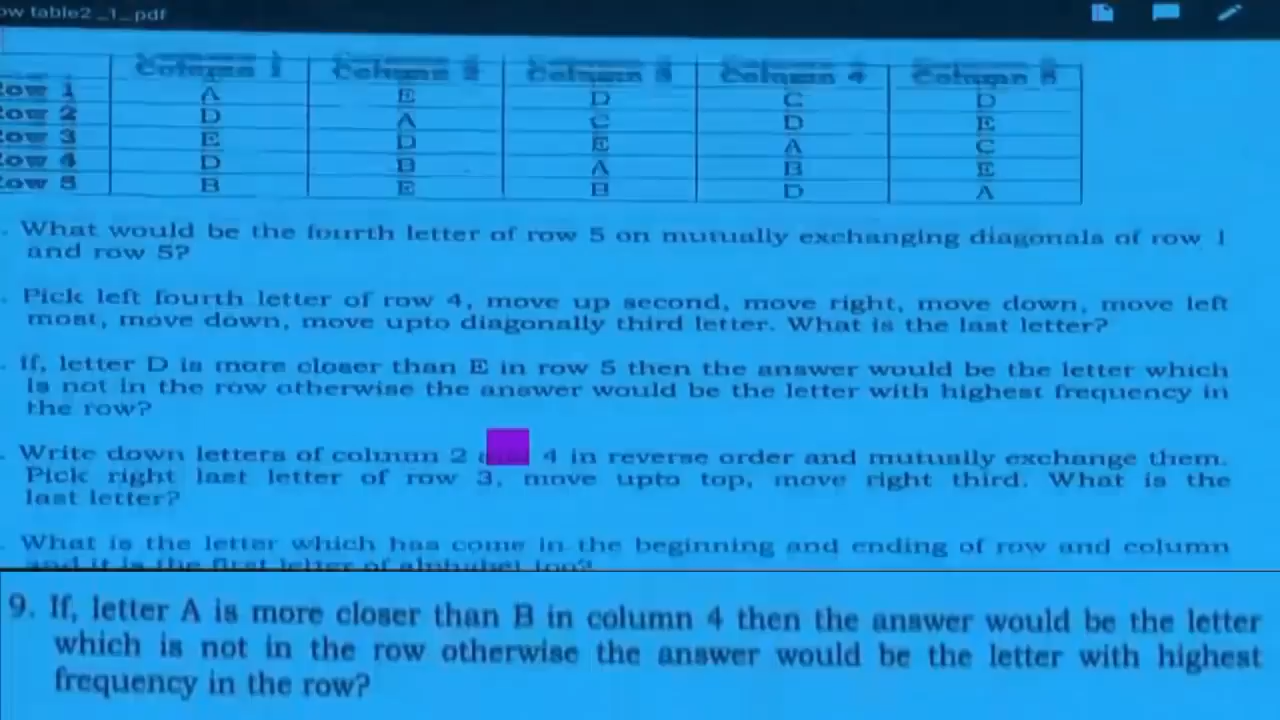 ow table2 _1_.pdf
Column 1 Column 2 Column 3 Column 4 Column 5
Row 1 A E D C D
Row 2 D A C D E
Row 3 E D E A C
Row 4 D B A B E
Row 5 B E B D A
What would be the fourth letter of row 5 on mutually exchanging diagonals of row 1
and row 5?
Pick left fourth letter of row 4, move up second, move right, move down, move left
most, move down, move upto diagonally third letter. What is the last letter?
If, letter D is more closer than E in row 5 then the answer would be the letter which
is not in the row otherwise the answer would be the letter with highest frequency in
the row?
Write down letters of column 2 4 in reverse order and mutually exchange them.
Pick right last letter of row 3, move upto top, move right third. What is the
last letter?
What is the letter which has come in the beginning and ending of row and column
and it is the first letter of alphabet too?
9. If, letter A is more closer than B in column 4 then the answer would be the letter
which is not in the row otherwise the answer would be the letter with highest
frequency in the row?